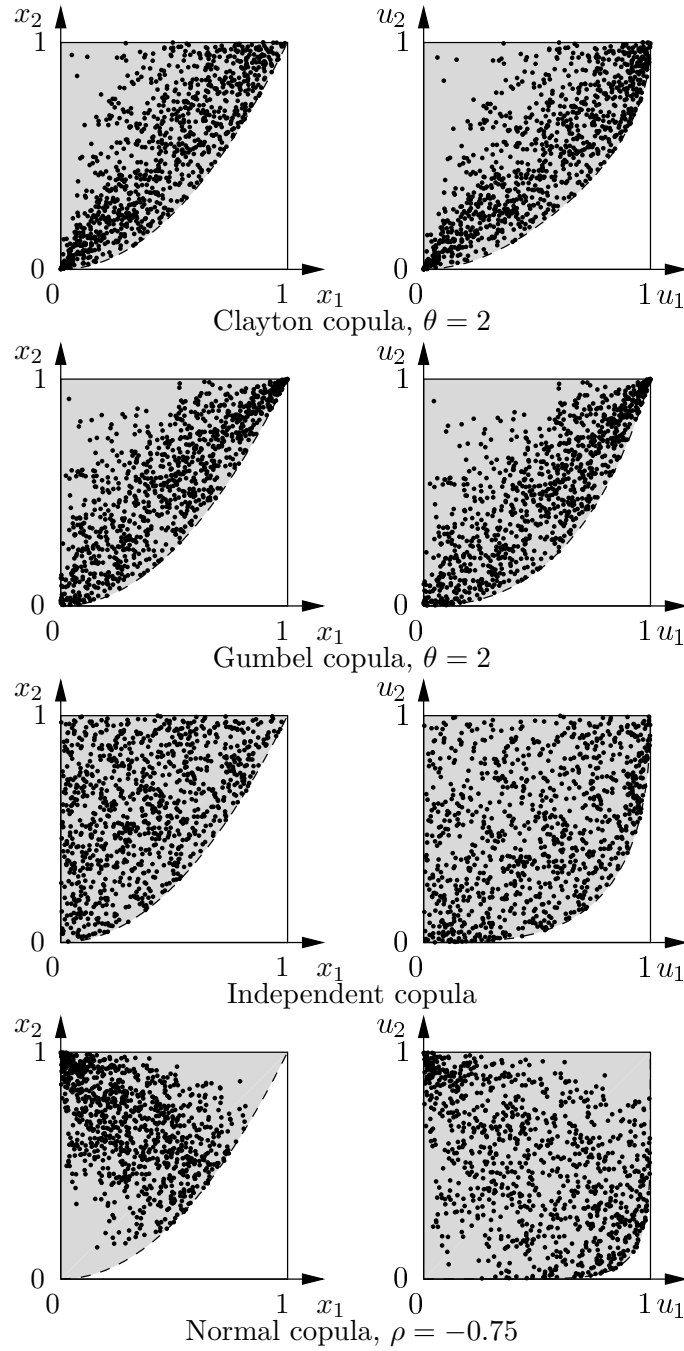 x₂ u₂
1 1
0 0
0 1 x₁ 0 1 u₁
Clayton copula, θ = 2
x₂ u₂
1 1
0 0
0 1 x₁ 0 1 u₁
Gumbel copula, θ = 2
x₂ u₂
1 1
0 0
0 1 x₁ 0 1 u₁
Independent copula
x₂ u₂
1 1
0 0
0 1 x₁ 0 1 u₁
Normal copula, ρ = −0.75